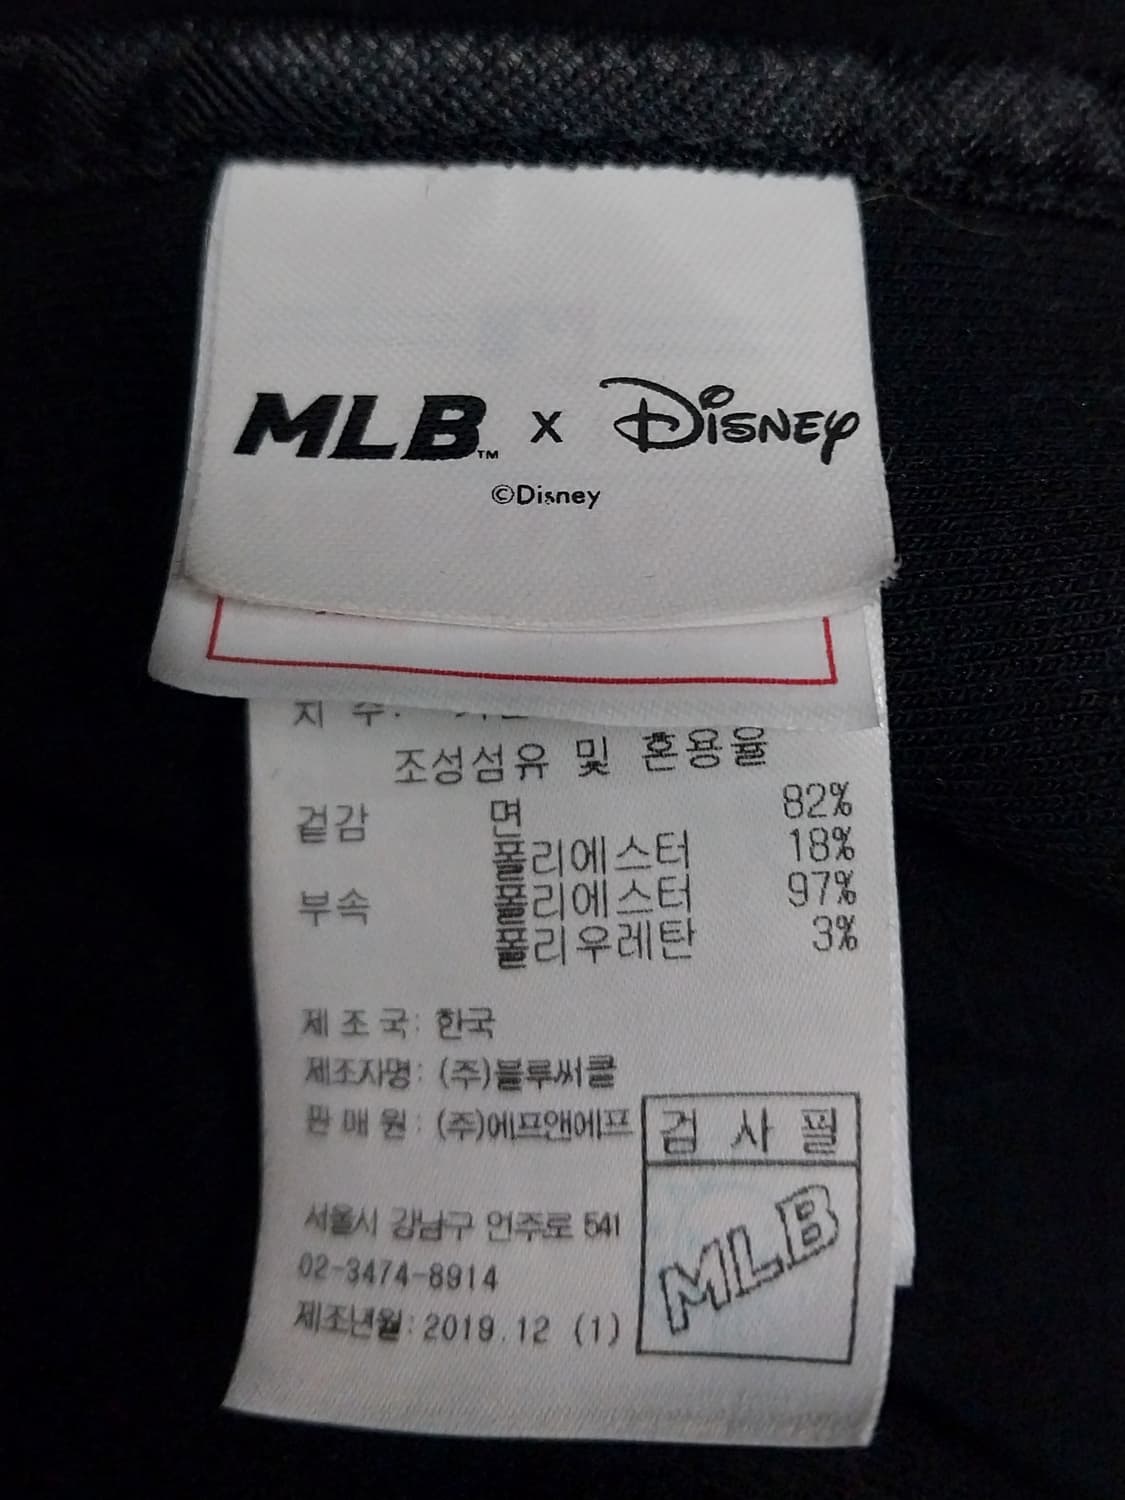 MLB™ x Disney
©Disney
치 수:
조성섬유 및 혼용율
겉감 면 82%
폴리에스터 18%
부속 폴리에스터 97%
폴리우레탄 3%
제 조 국: 한국
제조자명: (주)블루써클
판 매 원: (주)에프앤에프
검 사 필
MLB
서울시 강남구 언주로 541
02-3474-8914
제조년월: 2019.12 (1)